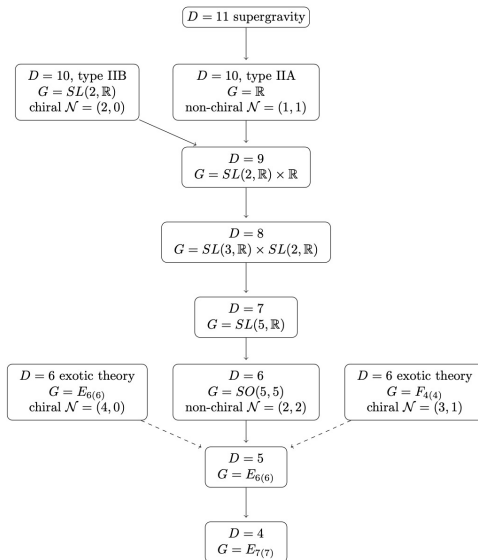 D = 11 supergravity
D = 10, type IIB
G = SL(2, ℝ)
chiral 𝒩 = (2, 0)
D = 10, type IIA
G = ℝ
non-chiral 𝒩 = (1, 1)
D = 9
G = SL(2, ℝ) × ℝ
D = 8
G = SL(3, ℝ) × SL(2, ℝ)
D = 7
G = SL(5, ℝ)
D = 6 exotic theory
G = E₆₍₆₎
chiral 𝒩 = (4, 0)
D = 6
G = SO(5, 5)
non-chiral 𝒩 = (2, 2)
D = 6 exotic theory
G = F₄₍₄₎
chiral 𝒩 = (3, 1)
D = 5
G = E₆₍₆₎
D = 4
G = E₇₍₇₎